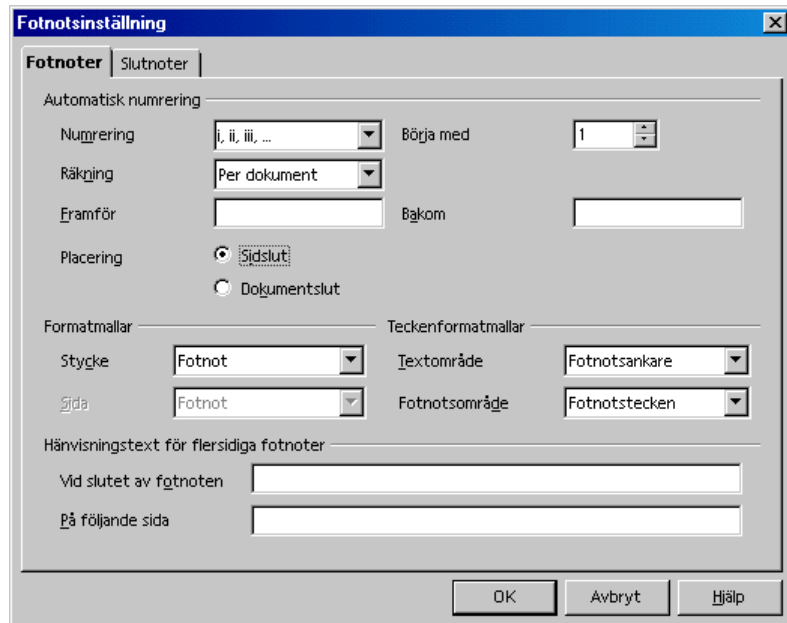 Fotnotsinställning
Fotnoter Slutnoter
Automatisk numrering
Numrering i, ii, iii, ... Börja med 1
Räkning Per dokument
Framför Bakom
Placering Sidslut
Dokumentslut
Formatmallar Teckenformatmallar
Stycke Fotnot Textområde Fotnotsankare
Sida Fotnot Fotnotsområde Fotnotstecken
Hänvisningstext för flersidiga fotnoter
Vid slutet av fotnoten
På följande sida
OK Avbryt Hjälp